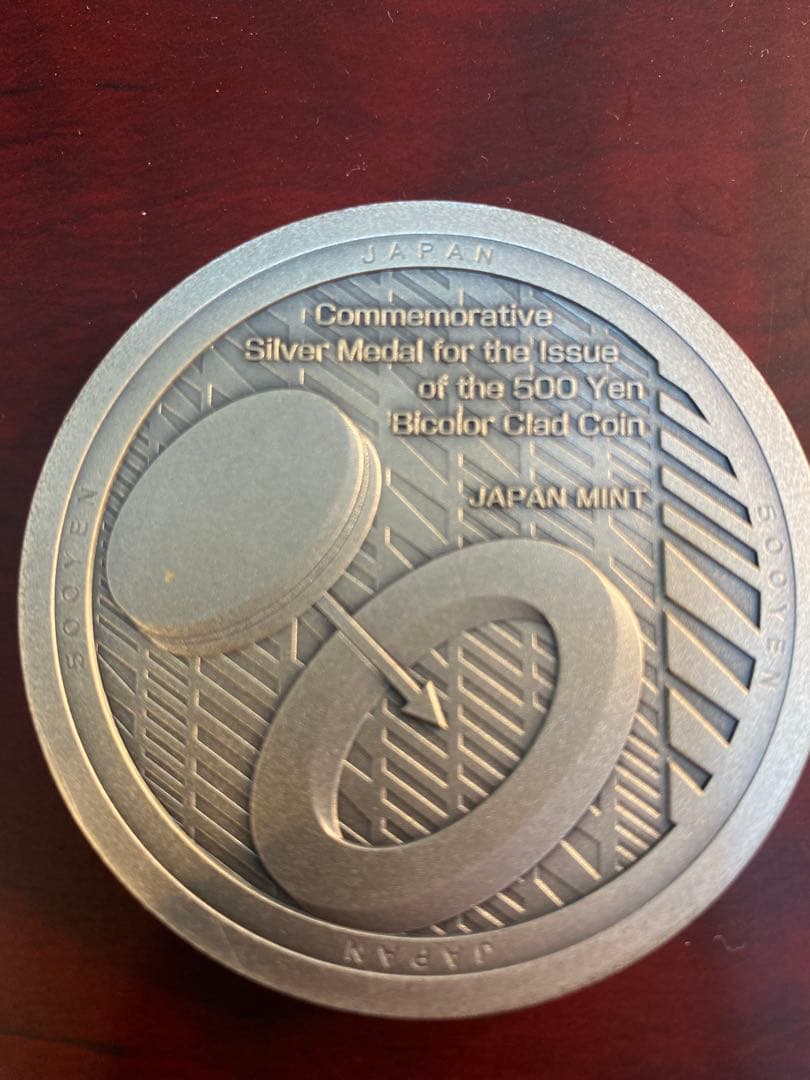 JAPAN
Commemorative
Silver Medal for the Issue
of the 500 Yen
Bicolor Clad Coin
JAPAN MINT
500YEN
500YEN
JAPAN